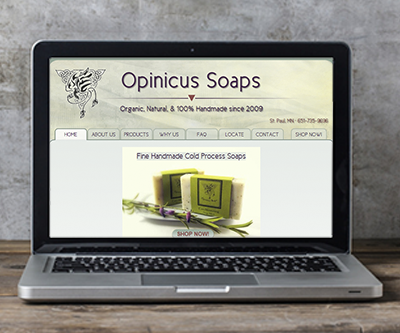 Opinicus Soaps
Organic, Natural, & 100% Handmade since 2009
St. Paul, MN - 651-735-8696
HOME ABOUT US PRODUCTS WHY US FAQ LOCATE CONTACT SHOP NOW!
Fine Handmade Cold Process Soaps
SHOP NOW!